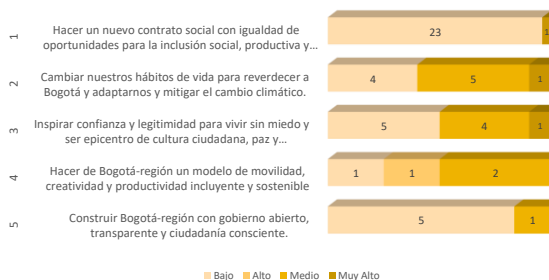 1 Hacer un nuevo contrato social con igualdad de
oportunidades para la inclusión social, productiva y...
23 1
2 Cambiar nuestros hábitos de vida para reverdecer a
Bogotá y adaptarnos y mitigar el cambio climático.
4 5 1
3 Inspirar confianza y legitimidad para vivir sin miedo y
ser epicentro de cultura ciudadana, paz y...
5 4 1
4 Hacer de Bogotá-región un modelo de movilidad,
creatividad y productividad incluyente y sostenible
1 1 2
5 Construir Bogotá-región con gobierno abierto,
transparente y ciudadanía consciente.
5 1
Bajo Alto Medio Muy Alto